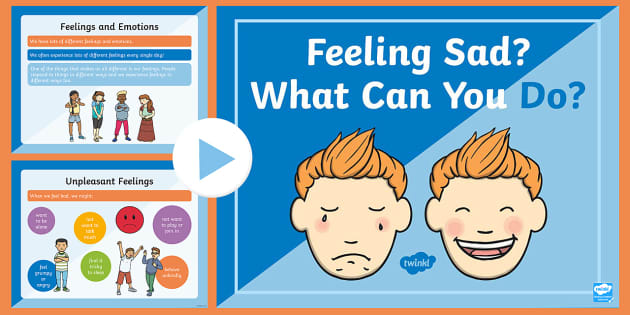 Feelings and Emotions
We have lots of different feelings and emotions.
We often experience lots of different feelings every single day!
One of the things that makes us all different is our feelings. People
respond to things in different ways and we experience feelings in
different ways too.
Unpleasant Feelings
When we feel bad, we might:
want
to be
alone
not want
to talk
much
not want
to play or
join in
feel
grumpy
or angry
find it
tricky
to sleep
behave
unkindly
Feeling Sad?
What Can You Do?
twinkl
twinkl